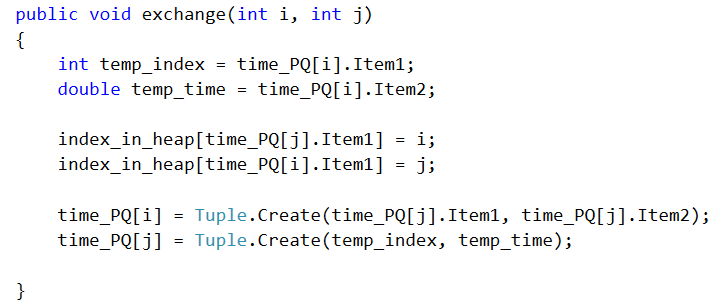 public void exchange(int i, int j)
{
    int temp_index = time_PQ[i].Item1;
    double temp_time = time_PQ[i].Item2;

    index_in_heap[time_PQ[j].Item1] = i;
    index_in_heap[time_PQ[i].Item1] = j;

    time_PQ[i] = Tuple.Create(time_PQ[j].Item1, time_PQ[j].Item2);
    time_PQ[j] = Tuple.Create(temp_index, temp_time);

}